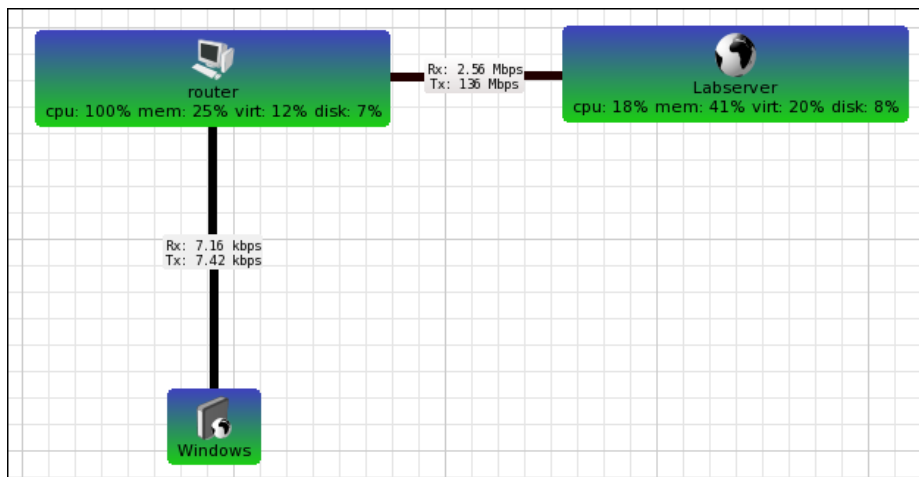 router
cpu: 100% mem: 25% virt: 12% disk: 7%
Rx: 2.56 Mbps
Tx: 136 Mbps
Labserver
cpu: 18% mem: 41% virt: 20% disk: 8%
Rx: 7.16 kbps
Tx: 7.42 kbps
Windows